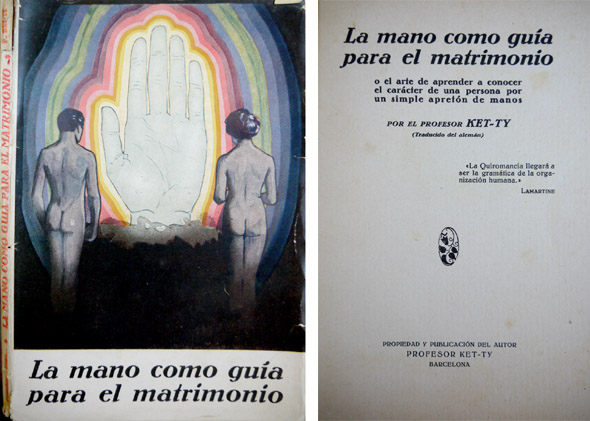 LA MANO COMO GUÍA PARA EL MATRIMONIO
La mano como guía
para el matrimonio
La mano como guía
para el matrimonio
o el arte de aprender a conocer
el carácter de una persona por
un simple apretón de manos
POR EL PROFESOR KET-TY
(Traducido del alemán)
«La Quiromancia llegará a
ser la gramática de la orga-
nización humana.»
LAMARTINE
PROPIEDAD Y PUBLICACIÓN DEL AUTOR
PROFESOR KET-TY
BARCELONA